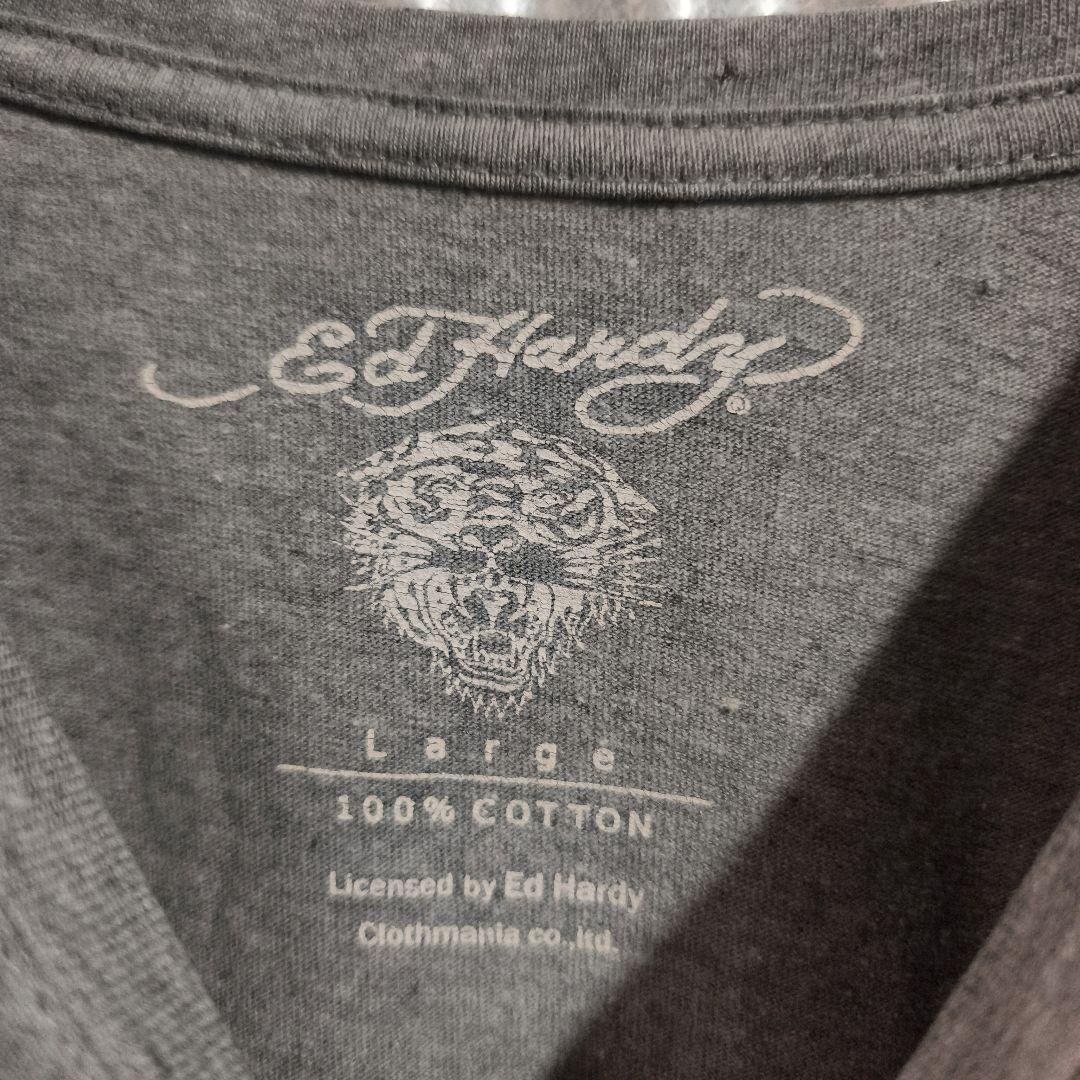 Ed Hardy®
Large
100% COTTON
Licensed by Ed Hardy
Clothmania co.,ltd.